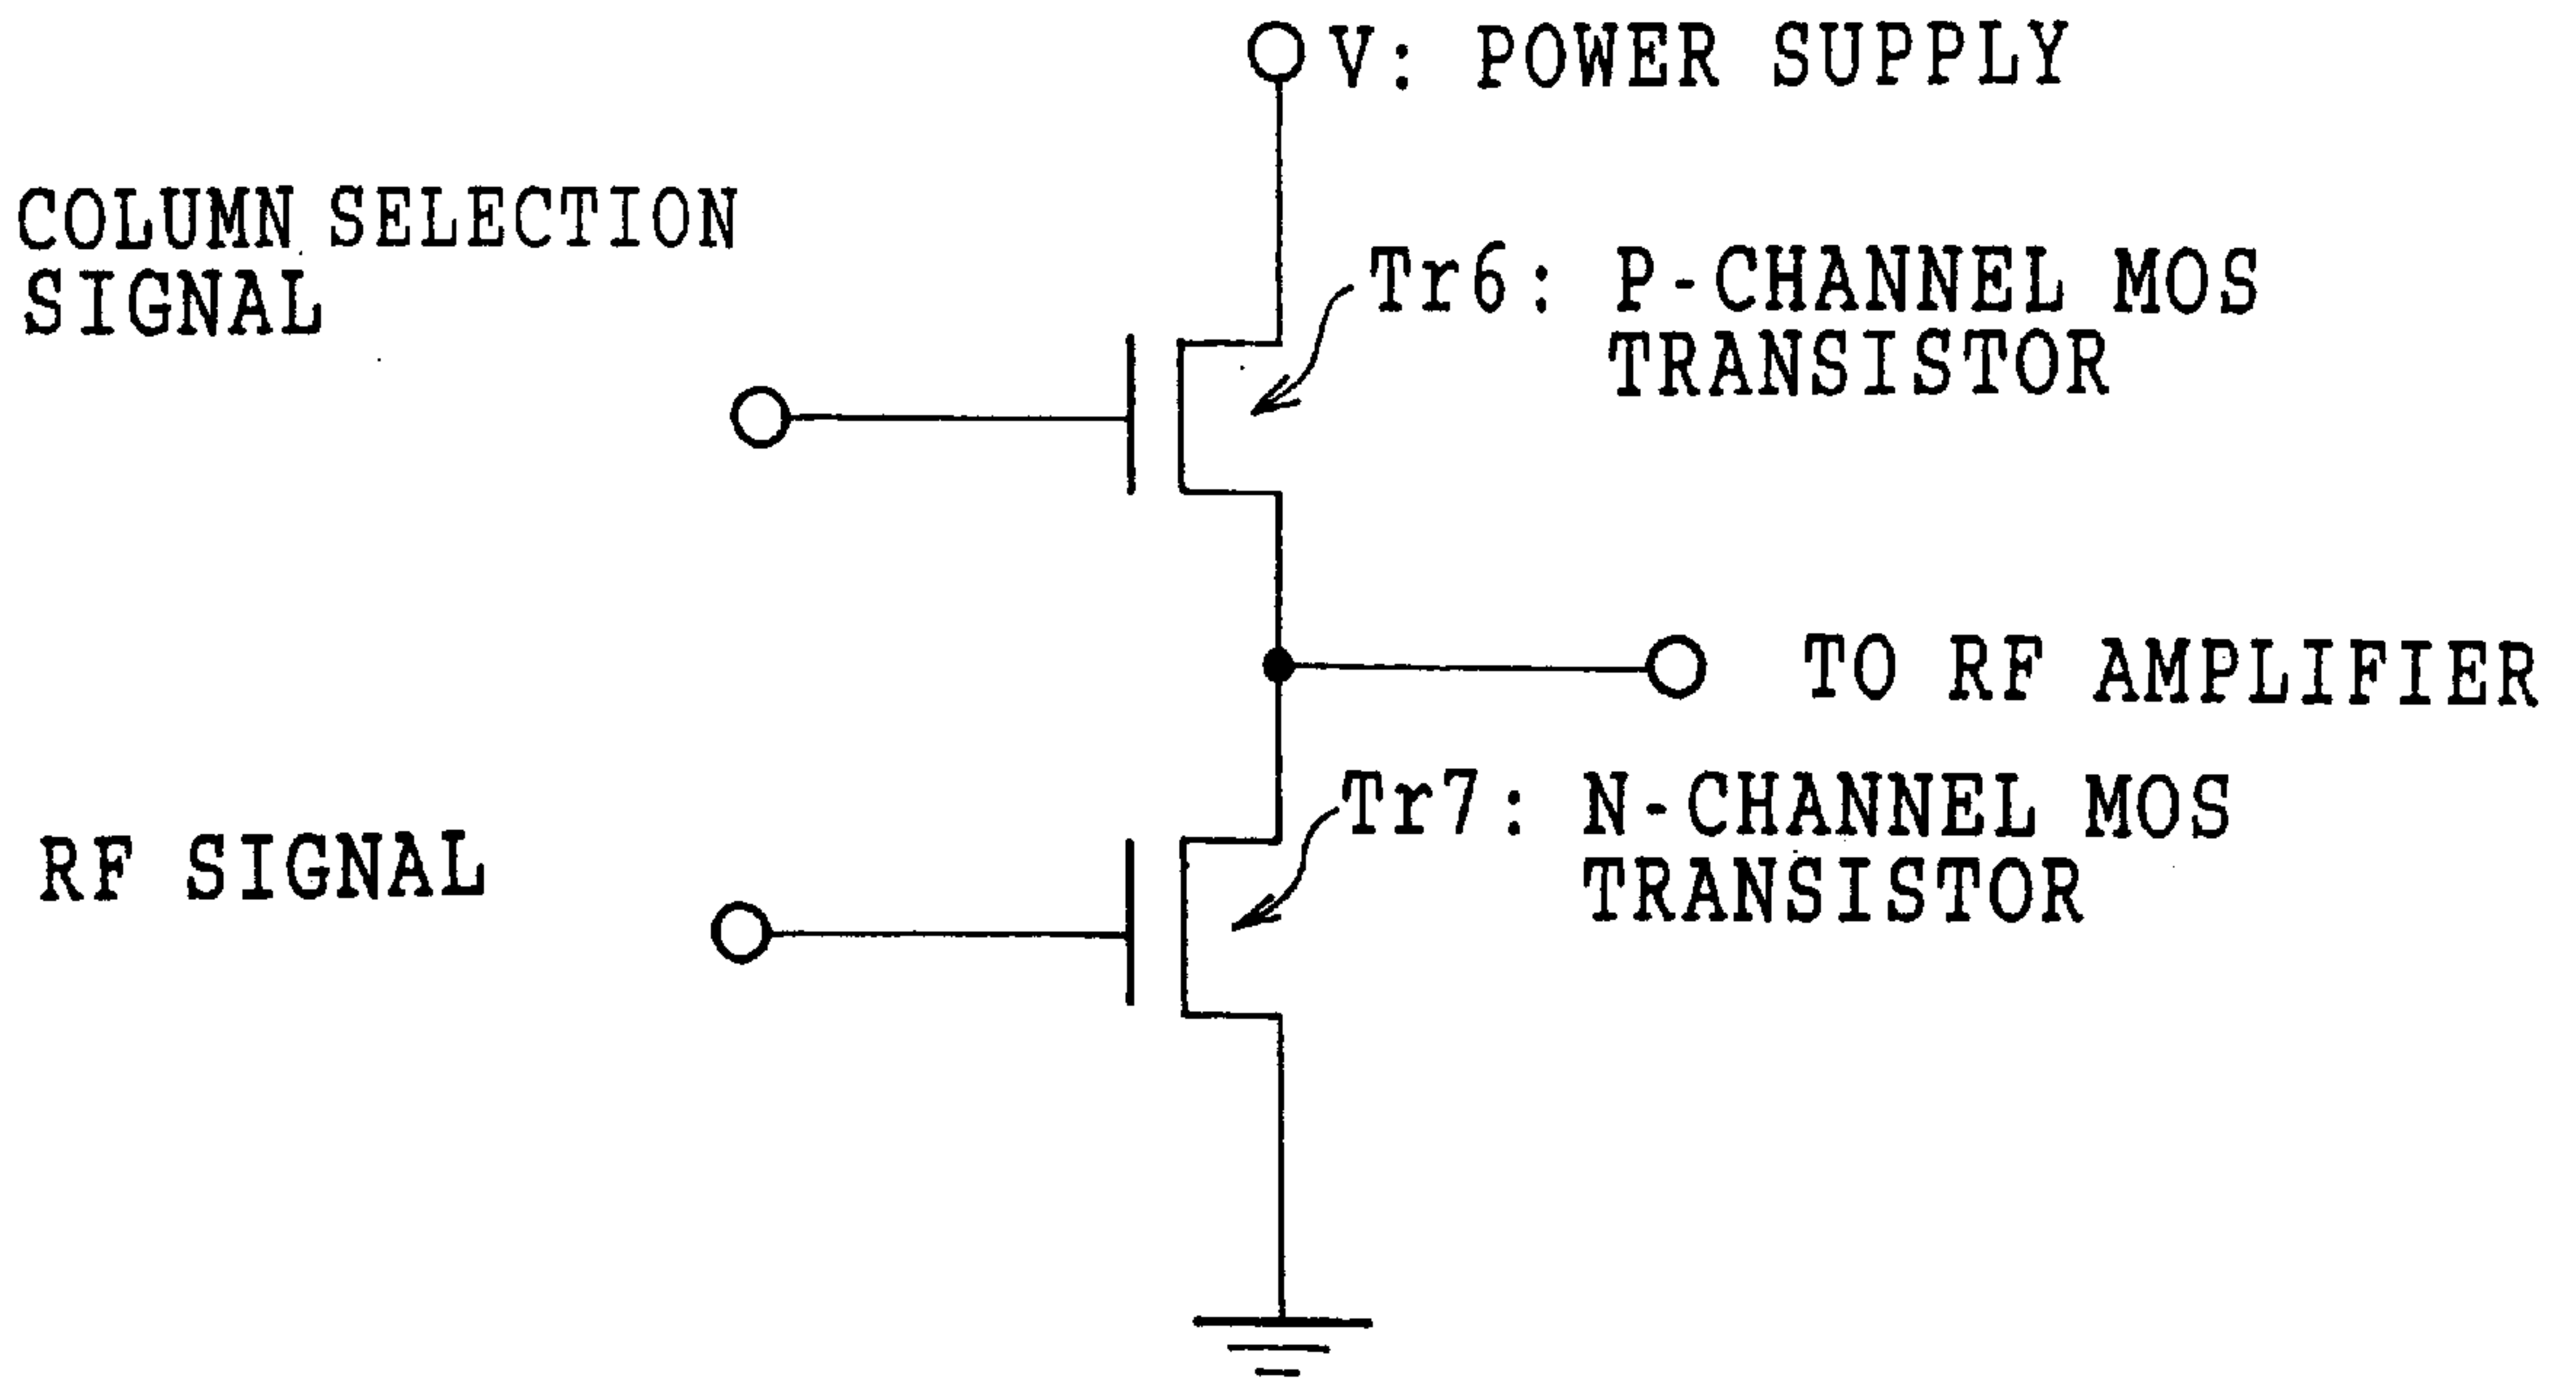 V: POWER SUPPLY
COLUMN SELECTION
SIGNAL
Tr6: P-CHANNEL MOS
TRANSISTOR
TO RF AMPLIFIER
Tr7: N-CHANNEL MOS
TRANSISTOR
RF SIGNAL